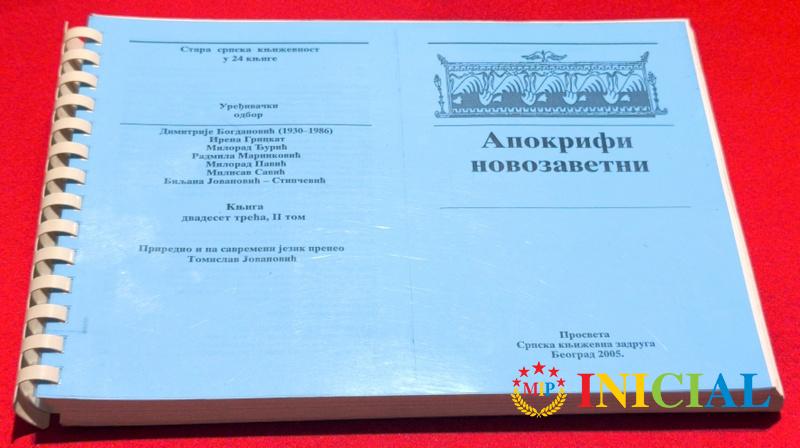 Стара српска књижевност
у 24 књиге
Уређивачки
одбор
Димитрије Богдановић (1930–1986)
Ирена Грицкат
Милорад Ђурић
Радмила Маринковић
Милорад Павић
Милисав Савић
Биљана Јовановић – Стипчевић
Књига
двадесет трећа, II том
Приредио и на савремени језик пренео
Томислав Јовановић
Апокрифи
новозаветни
Просвета
Српска књижевна задруга
Београд 2005.
MIP
INICIAL